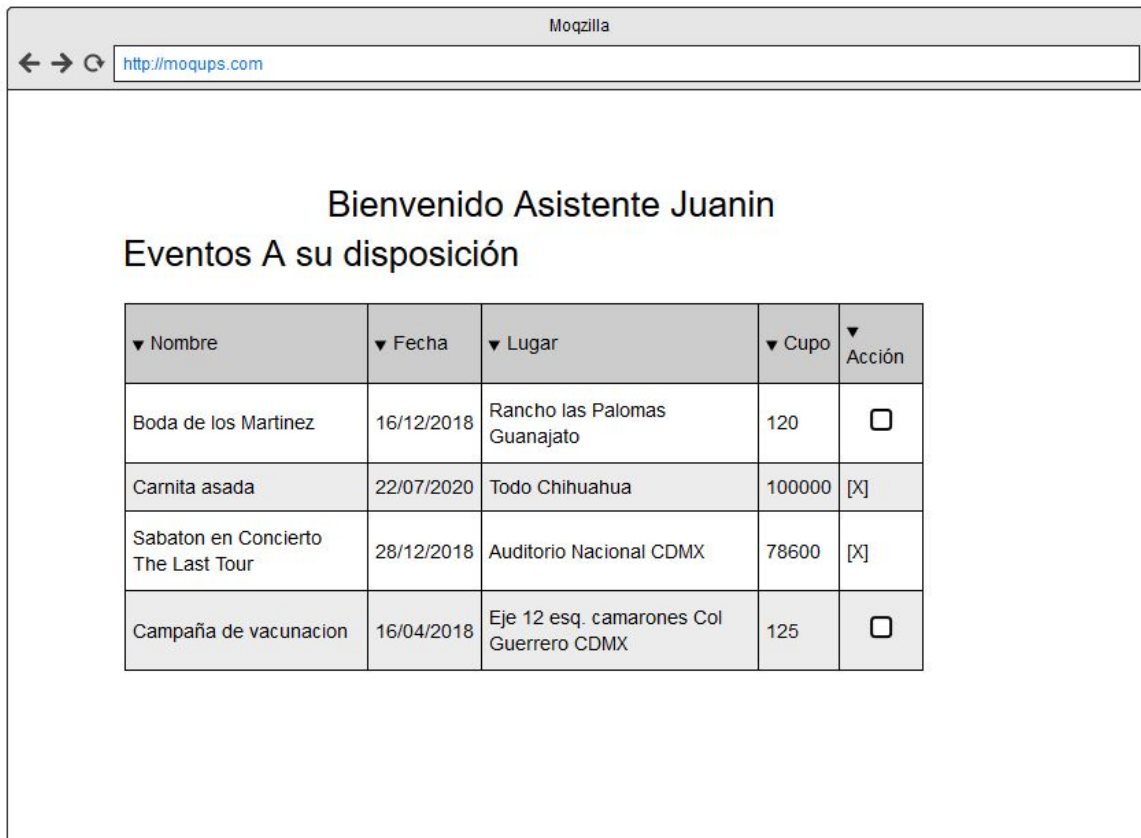 Moqzilla
http://moqups.com
Bienvenido Asistente Juanin
Eventos A su disposición
▼ Nombre ▼ Fecha ▼ Lugar ▼ Cupo ▼ Acción
Boda de los Martinez 16/12/2018 Rancho las Palomas Guanajato 120
Carnita asada 22/07/2020 Todo Chihuahua 100000 [X]
Sabaton en Concierto The Last Tour 28/12/2018 Auditorio Nacional CDMX 78600 [X]
Campaña de vacunacion 16/04/2018 Eje 12 esq. camarones Col Guerrero CDMX 125